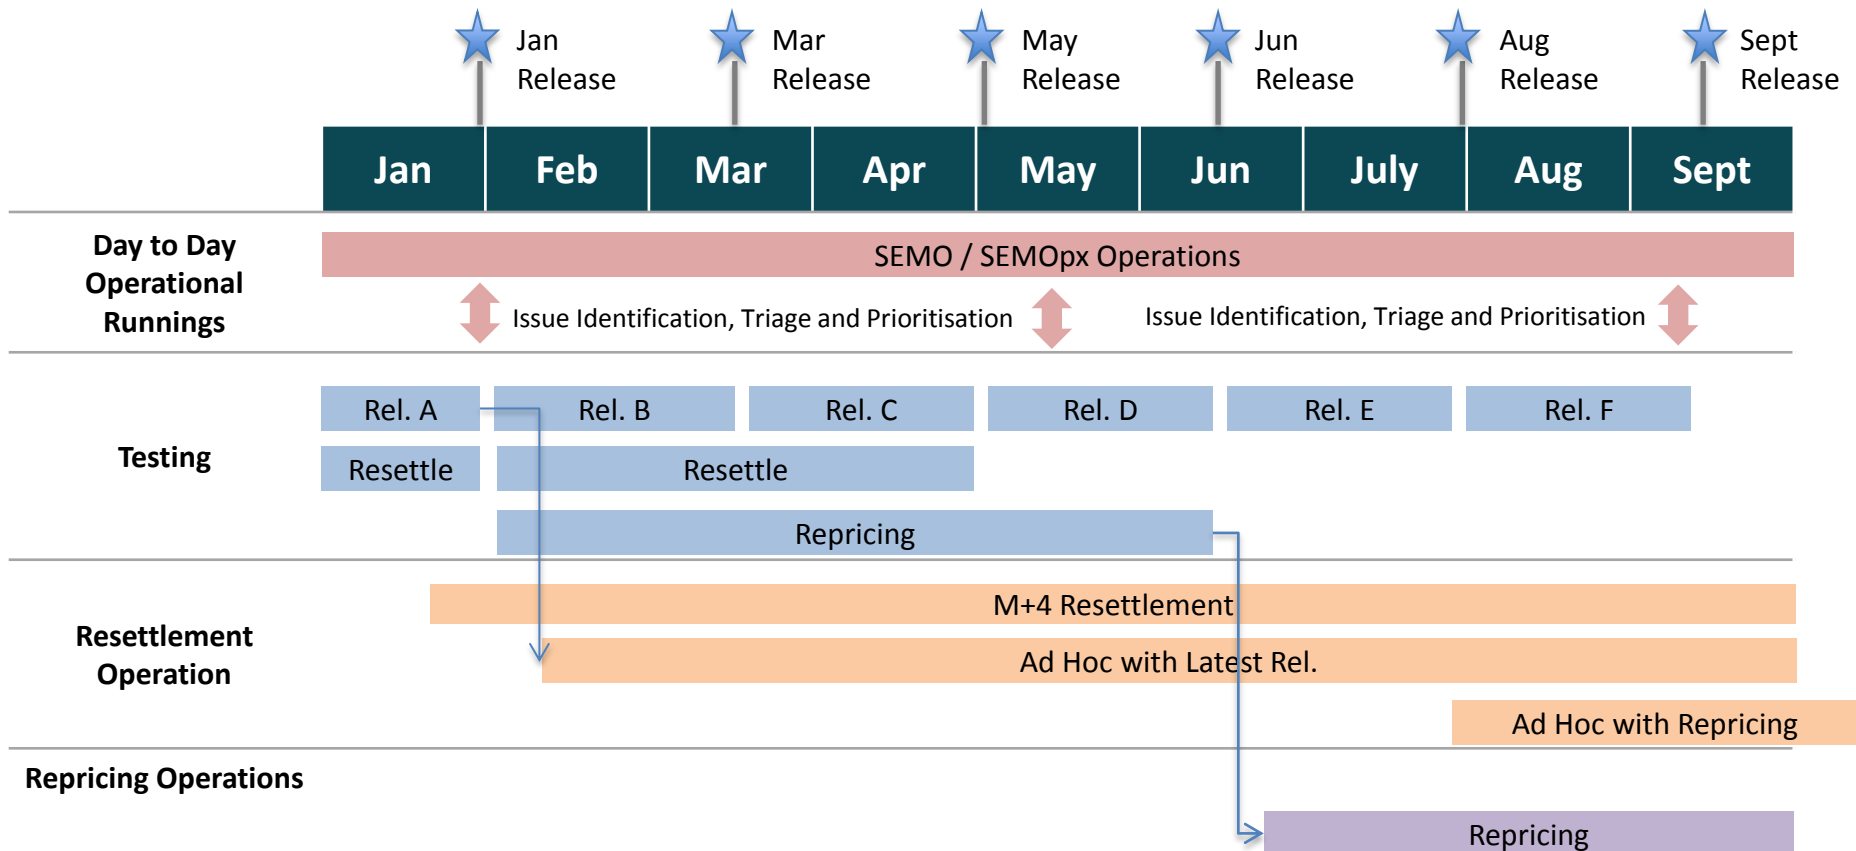 Jan
Release
Mar
Release
May
Release
Jun
Release
Aug
Release
Sept
Release
Jan Feb Mar Apr May Jun July Aug Sept
Day to Day
Operational
Runnings
SEMO / SEMOpx Operations
Issue Identification, Triage and Prioritisation
Issue Identification, Triage and Prioritisation
Testing
Rel. A Rel. B Rel. C Rel. D Rel. E Rel. F
Resettle Resettle
Repricing
Resettlement
Operation
M+4 Resettlement
Ad Hoc with Latest Rel.
Ad Hoc with Repricing
Repricing Operations
Repricing